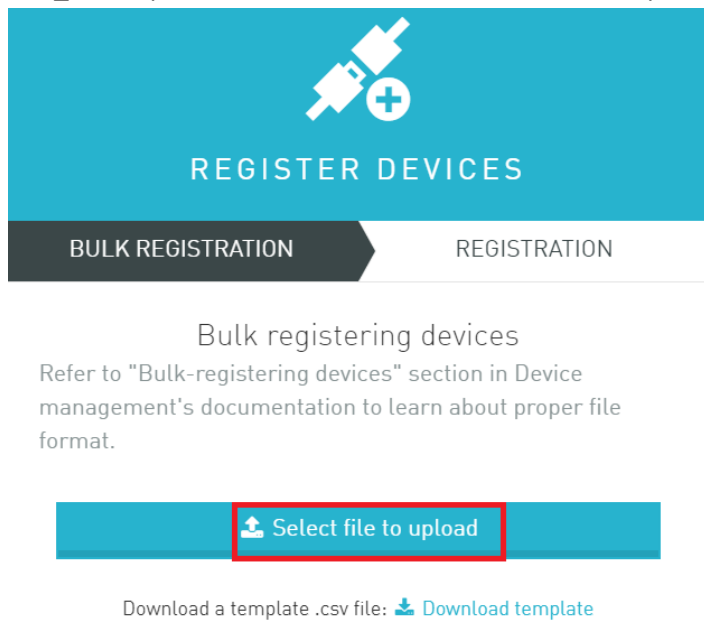 REGISTER DEVICES
BULK REGISTRATION
REGISTRATION
Bulk registering devices
Refer to "Bulk-registering devices" section in Device
management's documentation to learn about proper file
format.
Select file to upload
Download a template .csv file: Download template